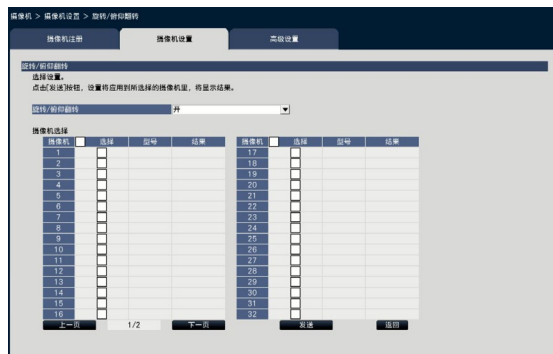 摄像机 > 摄像机设置 > 旋转/俯仰翻转
摄像机注册 摄像机设置 高级设置
旋转/俯仰翻转
选择设置。
点击[发送]按钮，设置将应用到所选择的摄像机里，将显示结果。
旋转/俯仰翻转 开
摄像机选择
摄像机 选择 型号 结果 摄像机 选择 型号 结果
1 17
2 18
3 19
4 20
5 21
6 22
7 23
8 24
9 25
10 26
11 27
12 28
13 29
14 30
15 31
16 32
上一页 1/2 下一页 发送 返回